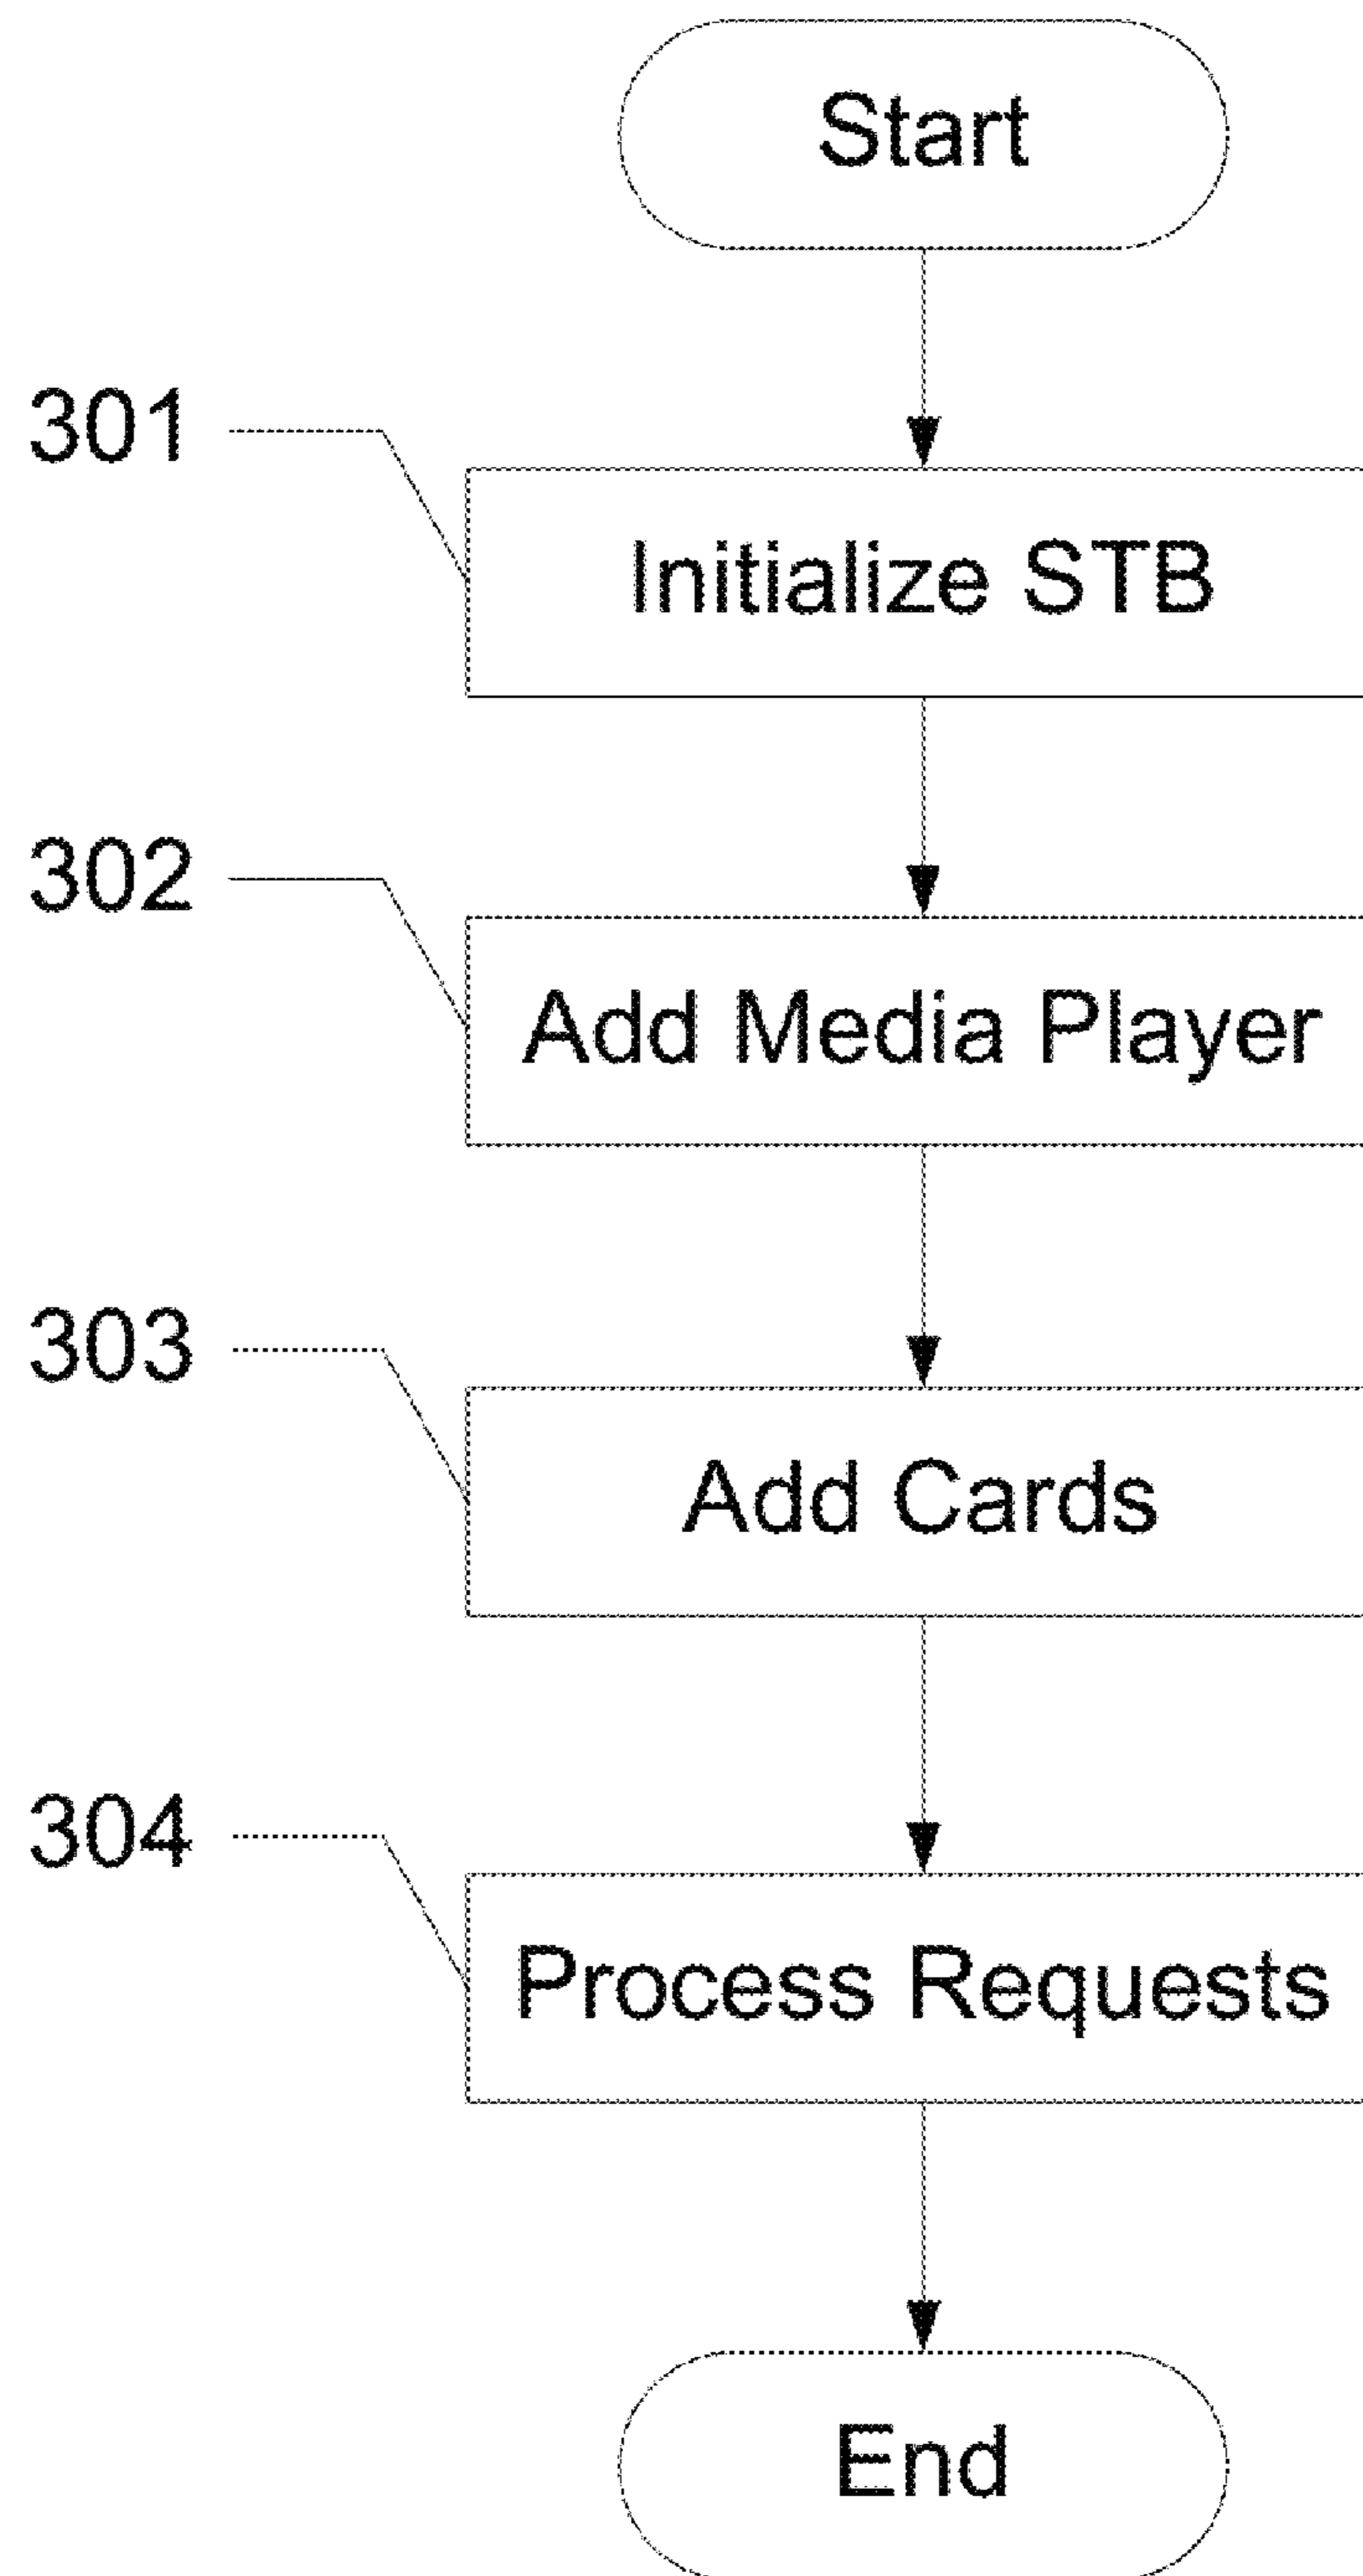 Start
301
Initialize STB
302
Add Media Player
303
Add Cards
304
Process Requests
End